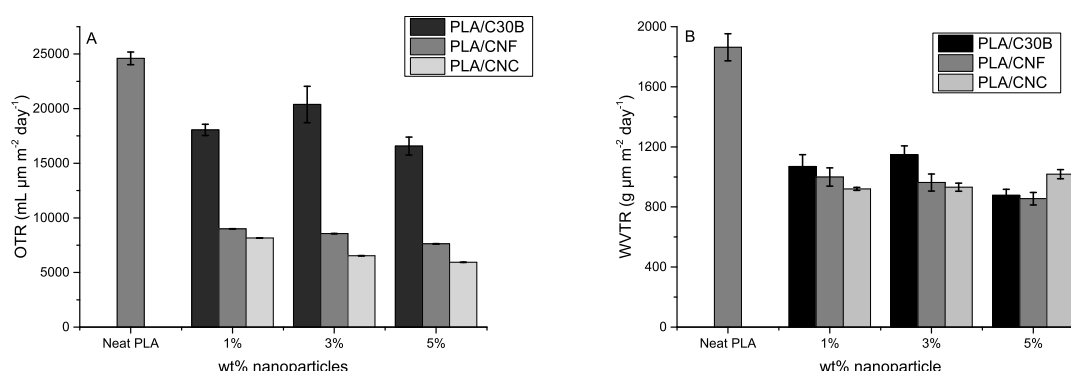 A
PLA/C30B
PLA/CNF
PLA/CNC
25000
20000
15000
10000
5000
0
OTR (mL μm m⁻² day⁻¹)
Neat PLA 1% 3% 5%
wt% nanoparticles
B
PLA/C30B
PLA/CNF
PLA/CNC
2000
1600
1200
800
400
0
WVTR (g μm m⁻² day⁻¹)
Neat PLA 1% 3% 5%
wt% nanoparticle